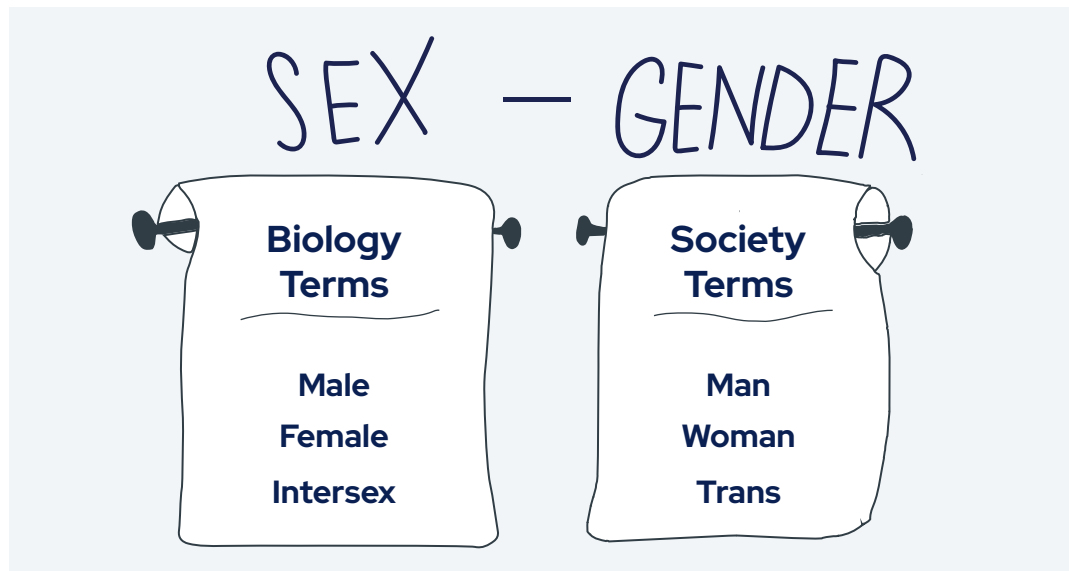 SEX — GENDER
Biology
Terms
Male
Female
Intersex
Society
Terms
Man
Woman
Trans